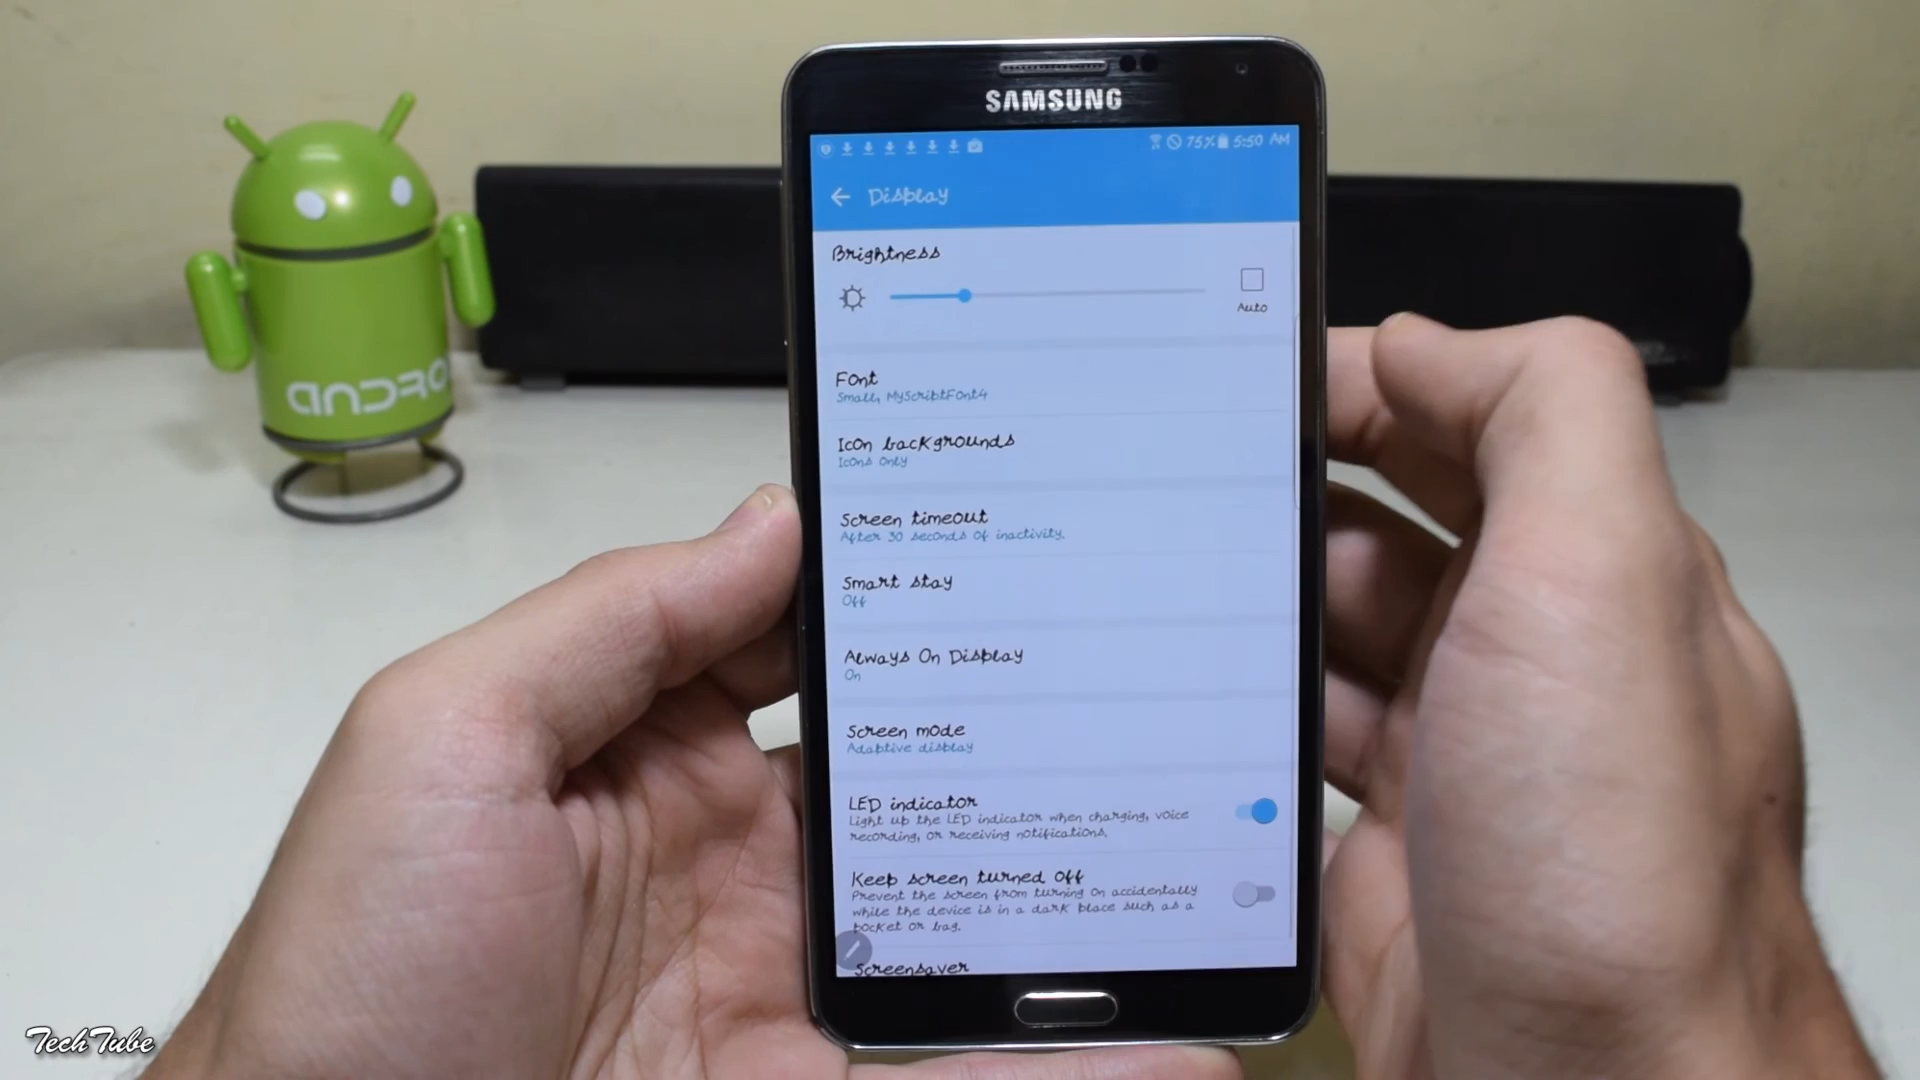 SAMSUNG
75% 5:50 AM
Display
Brightness
Auto
Font
Small, MyScriptFont4
Icon backgrounds
Icons only
Screen timeout
After 30 seconds of inactivity.
Smart stay
Off
Always On Display
On
Screen mode
Adaptive display
LED indicator
Light up the LED indicator when charging, voice
recording, or receiving notifications.
Keep screen turned off
Prevent the screen from turning on accidentally
while the device is in a dark place such as a
pocket or bag.
Screensaver
ANDRO
TechTube